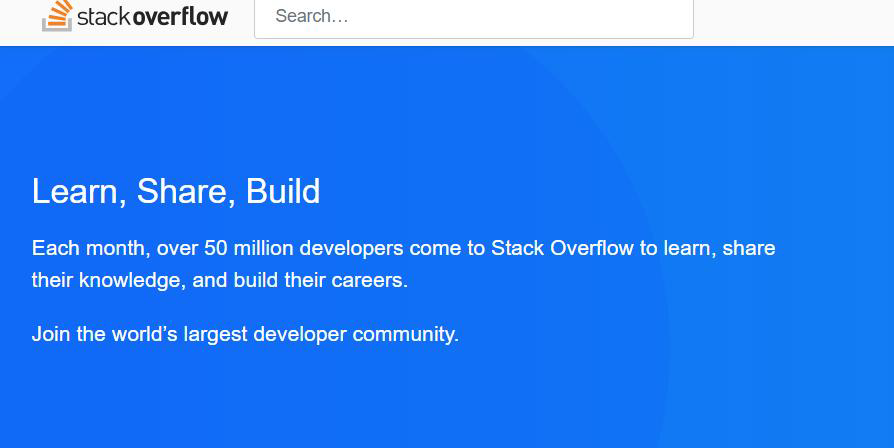 stackoverflow
Search…
Learn, Share, Build
Each month, over 50 million developers come to Stack Overflow to learn, share
their knowledge, and build their careers.
Join the world’s largest developer community.